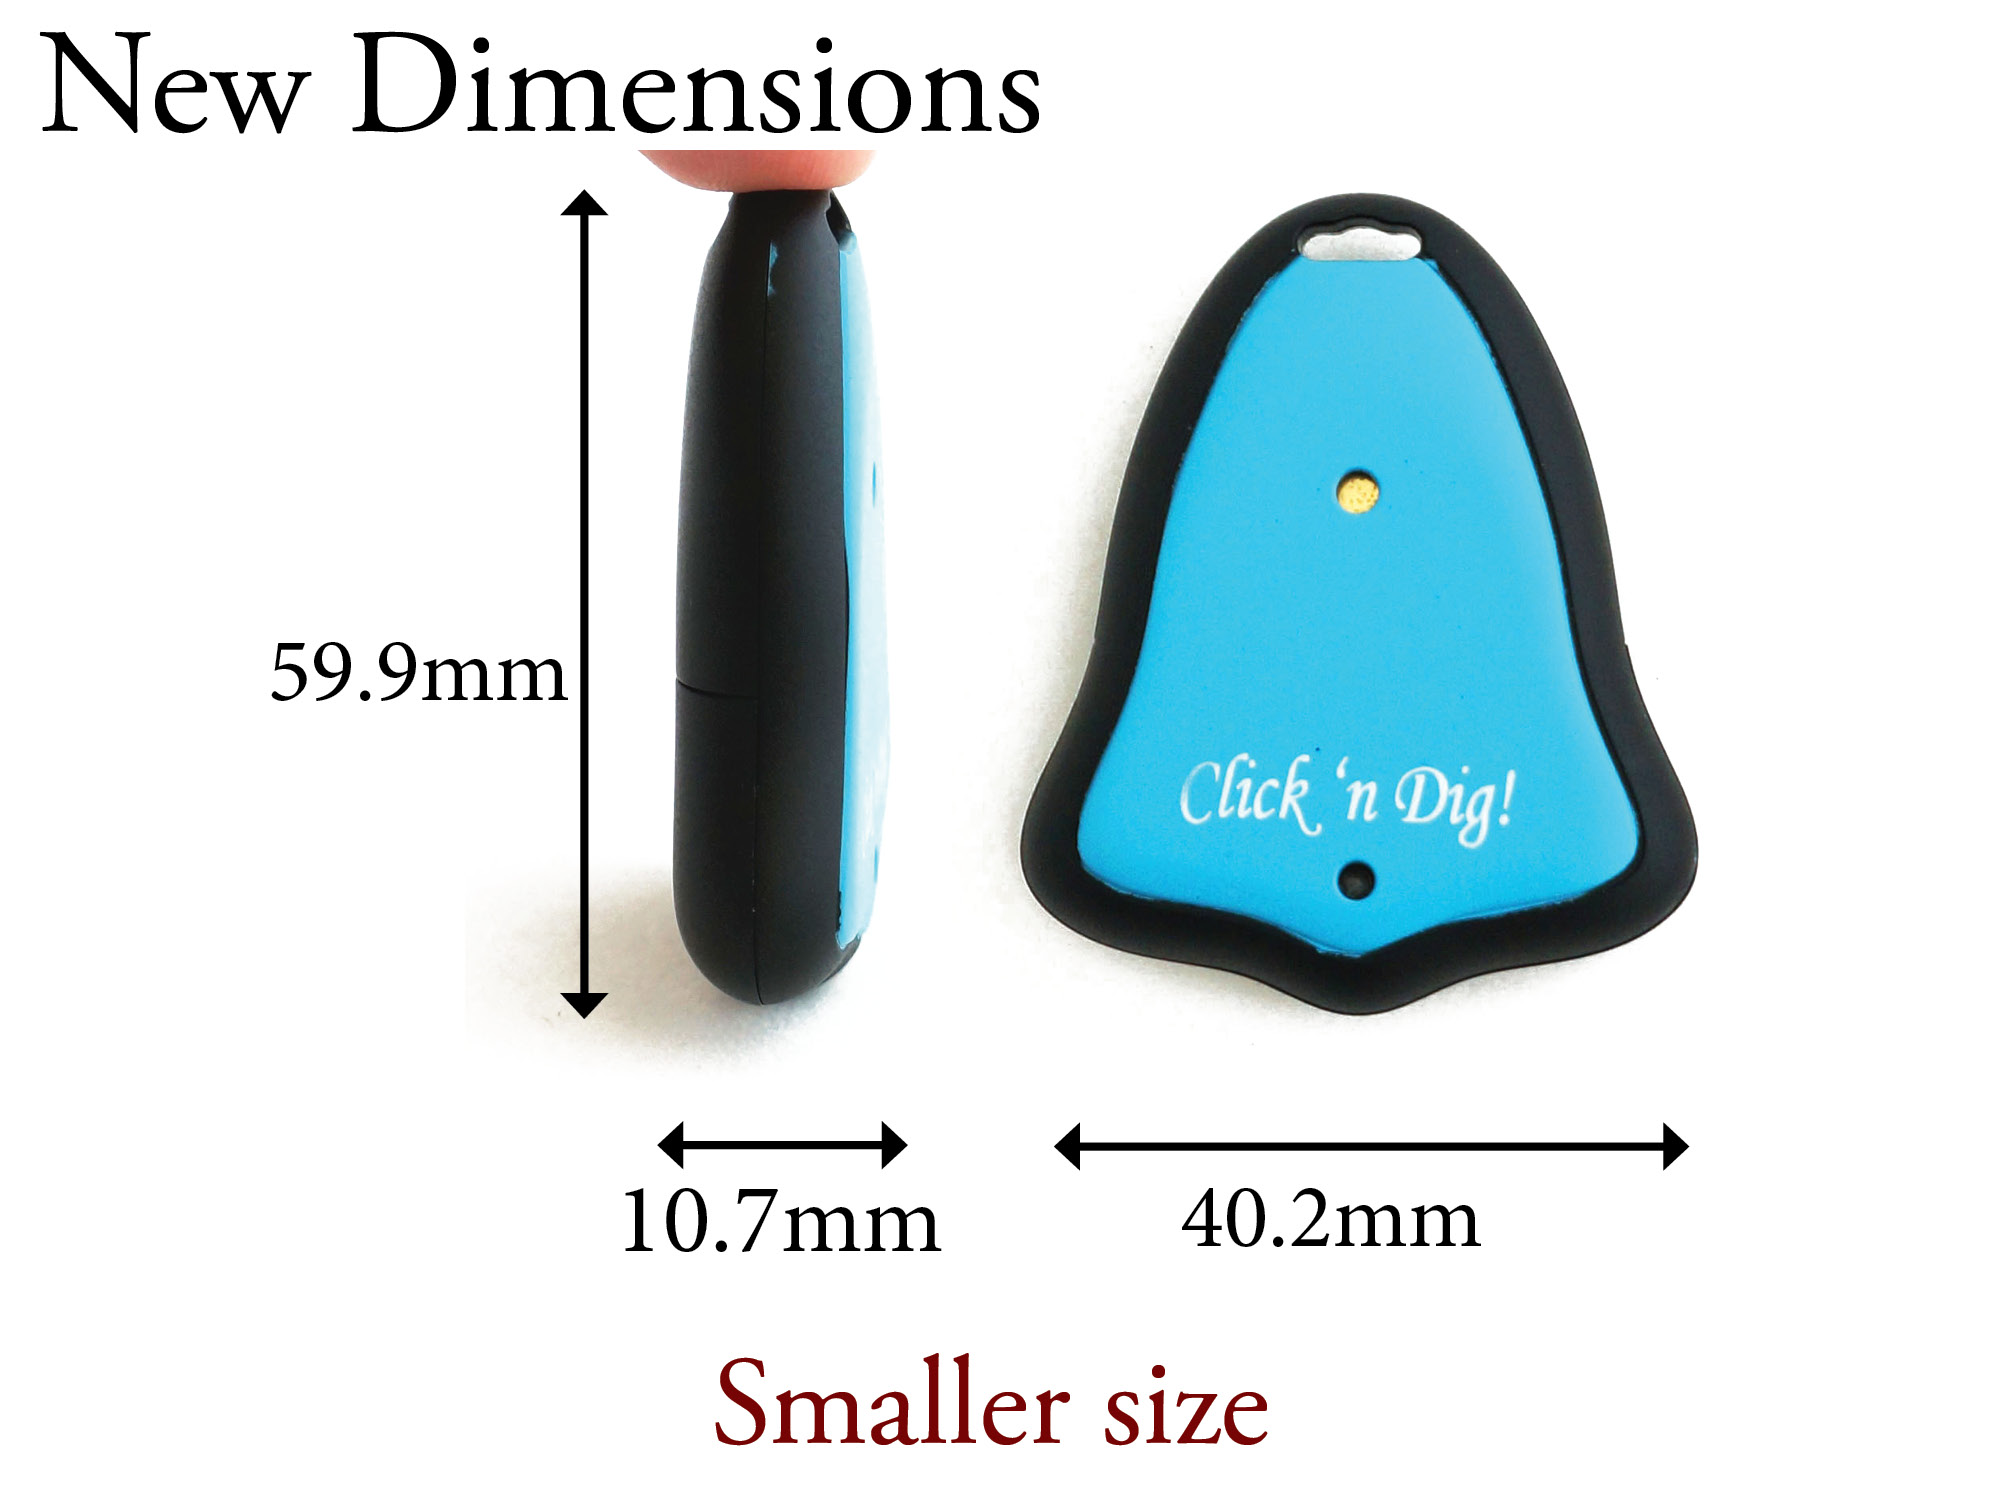 New Dimensions
59.9mm
Click ‘n Dig!
10.7mm
40.2mm
Smaller size